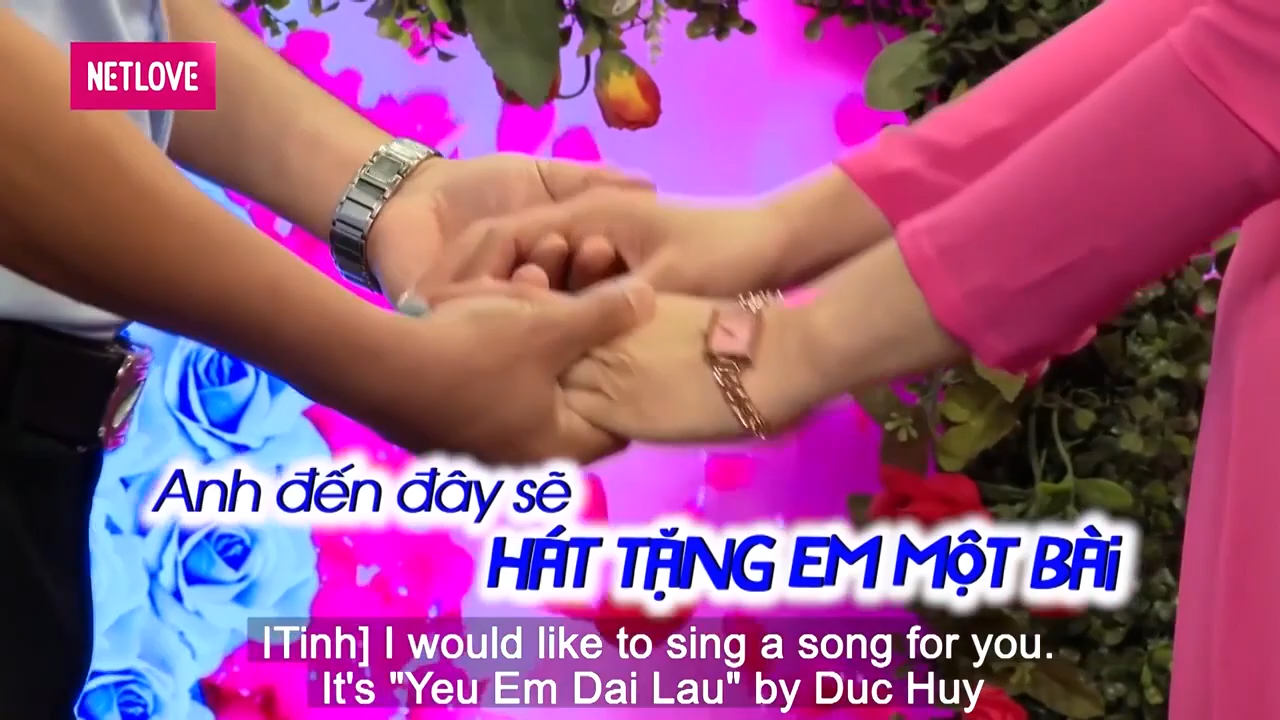 NETLOVE
Anh đến đây sẽ
HÁT TẶNG EM MỘT BÀi
|Tinh] I would like to sing a song for you.
It's "Yeu Em Dai Lau" by Duc Huy